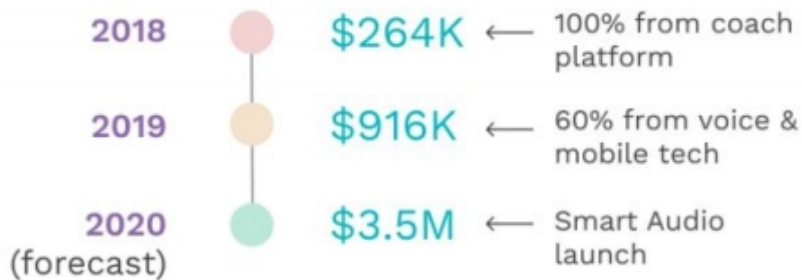 2018 $264K ← 100% from coach
platform
2019 $916K ← 60% from voice &
mobile tech
2020 $3.5M ← Smart Audio
(forecast) launch